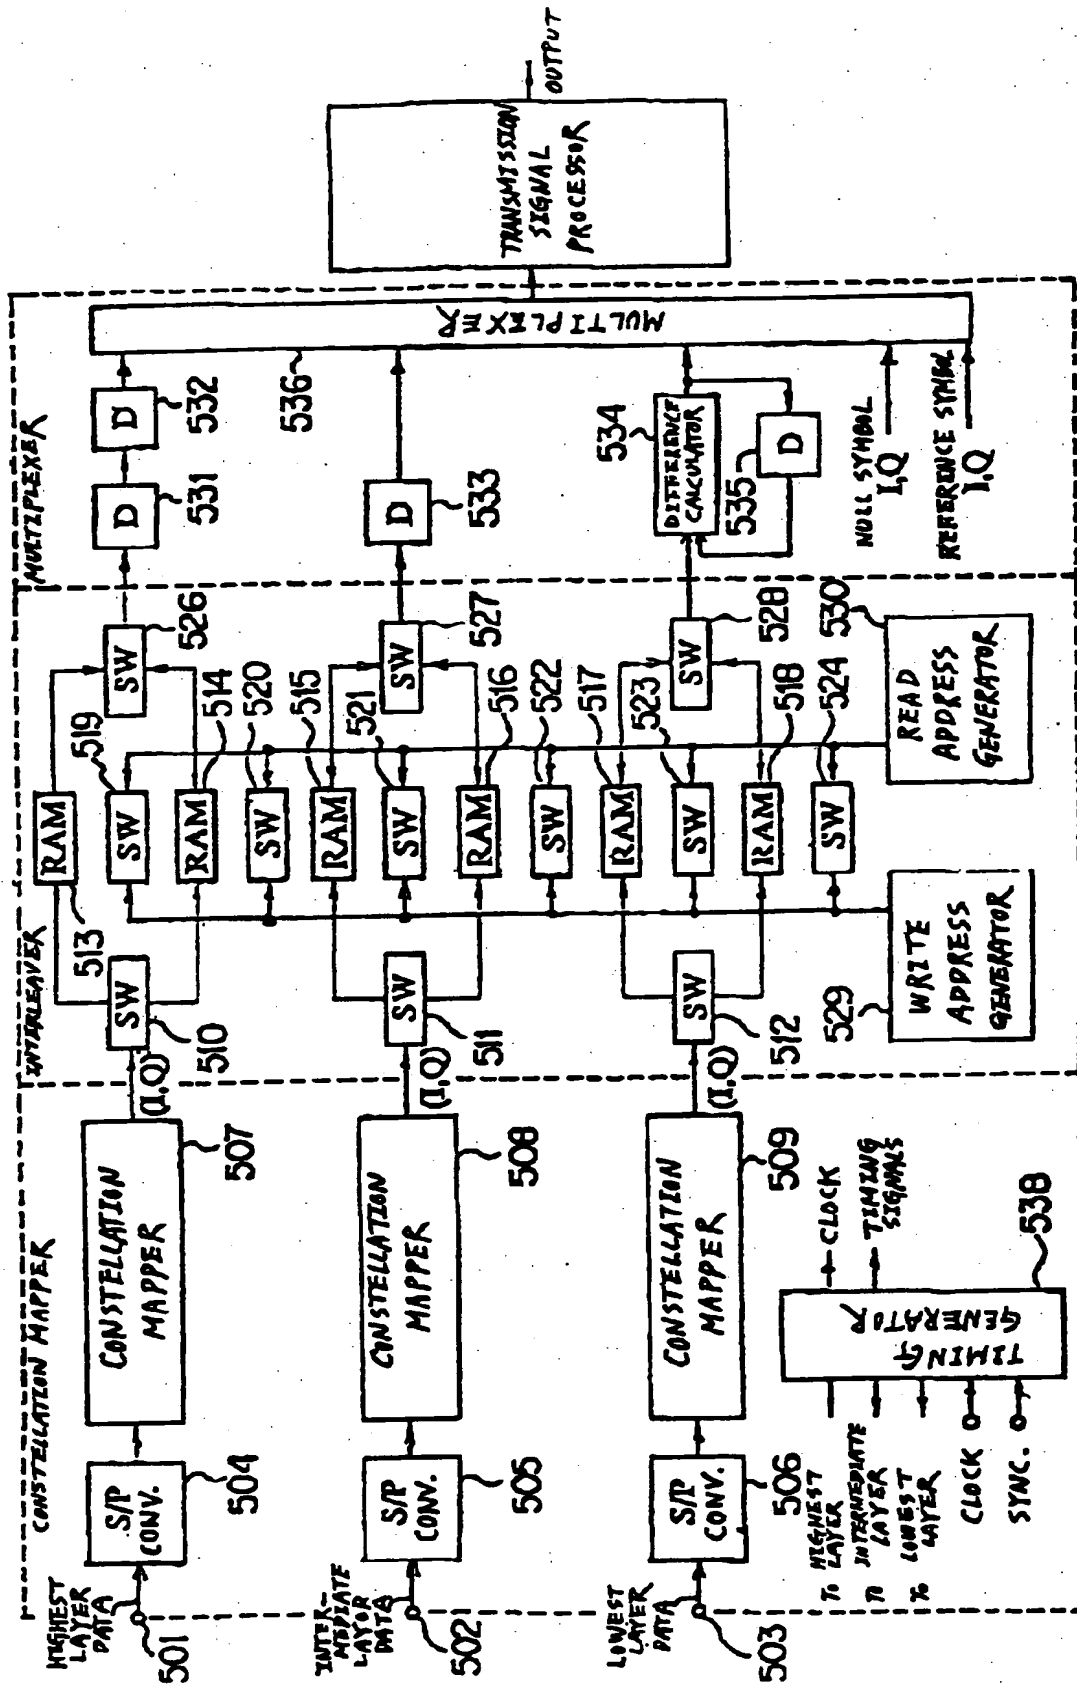 CONSTELLATION MAPPER
INTERLEAVER
MULTIPLEXER
HIGHEST
LAYER
DATA
501
S/P
CONV.
504
CONSTELLATION
MAPPER
507
(I,Q)
SW
510
RAM
513
SW
519
RAM
514
SW
520
SW
526
D
531
D
532
INTER-
MEDIATE
LAYOR
DATA
502
S/P
CONV.
505
CONSTELLATION
MAPPER
508
(I,Q)
SW
511
RAM
515
SW
521
RAM
516
SW
522
SW
527
D
533
LOWEST
LAYER
DATA
503
S/P
CONV.
506
CONSTELLATION
MAPPER
509
(I,Q)
SW
512
RAM
517
SW
523
RAM
518
SW
524
SW
528
DIFFERENCE
CALCULATOR
534
D
535
NULL SYMBOL
I,Q
REFERENCE SYMBOL
I,Q
MULTIPLEXER
536
TRANSMISSION
SIGNAL
PROCESSOR
OUTPUT
WRITE
ADDRESS
GENERATOR
529
READ
ADDRESS
GENERATOR
530
TO HIGHEST
LAYER
TO INTERMEDIATE
LAYER
TO LOWEST
LAYER
CLOCK
SYNC.
TIMING
GENERATOR
538
CLOCK
TIMING
SIGNALS